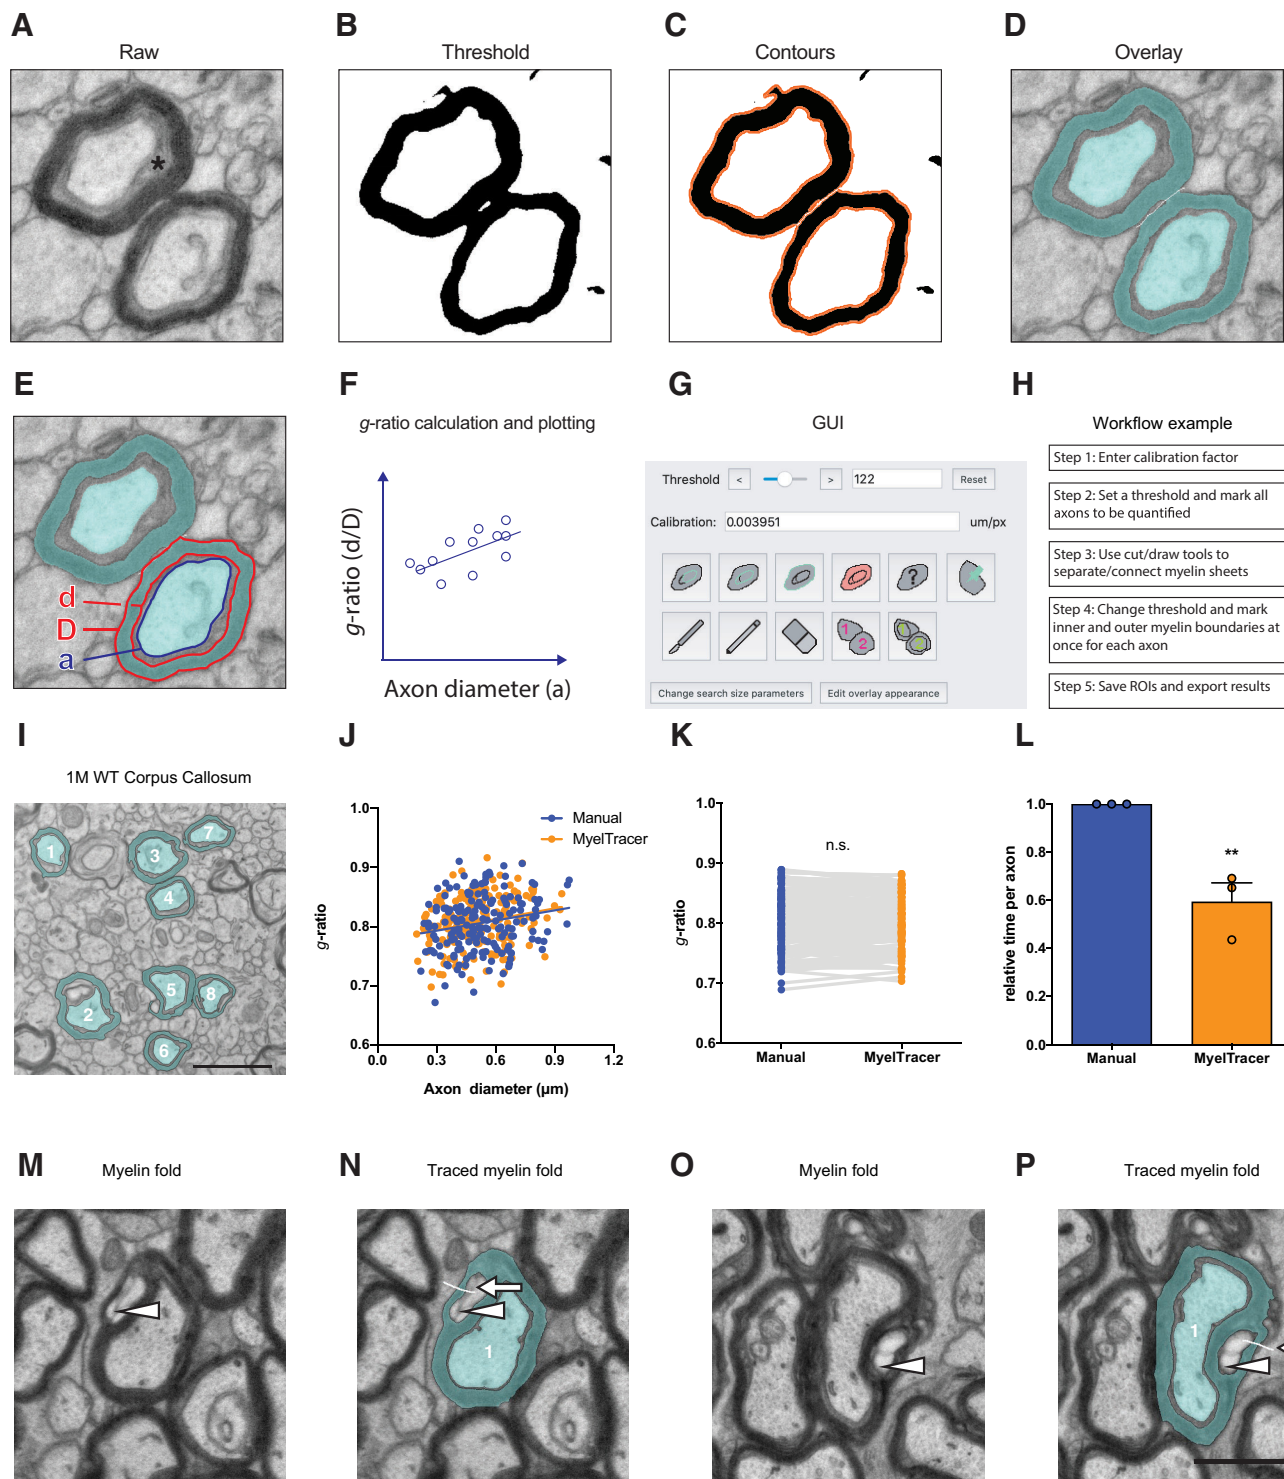 A
Raw
*
B
Threshold
C
Contours
D
Overlay
E
d
D
a
F
g-ratio calculation and plotting
g-ratio (d/D)
Axon diameter (a)
G
GUI
Threshold < > 122 Reset
Calibration: 0.003951 um/px
?
1
2
1
2
Change search size parameters Edit overlay appearance
H
Workflow example
Step 1: Enter calibration factor
Step 2: Set a threshold and mark all
axons to be quantified
Step 3: Use cut/draw tools to
separate/connect myelin sheets
Step 4: Change threshold and mark
inner and outer myelin boundaries at
once for each axon
Step 5: Save ROIs and export results
I
1M WT Corpus Callosum
1
7
3
4
5
8
2
6
J
Manual
MyelTracer
1.0
0.9
0.8
0.7
0.6
g-ratio
0.0 0.3 0.6 0.9 1.2
Axon diameter (µm)
K
n.s.
1.0
0.9
0.8
0.7
0.6
g-ratio
Manual MyelTracer
L
**
1.0
0.8
0.6
0.4
0.2
0.0
relative time per axon
Manual MyelTracer
M
Myelin fold
N
Traced myelin fold
1
O
Myelin fold
P
Traced myelin fold
1